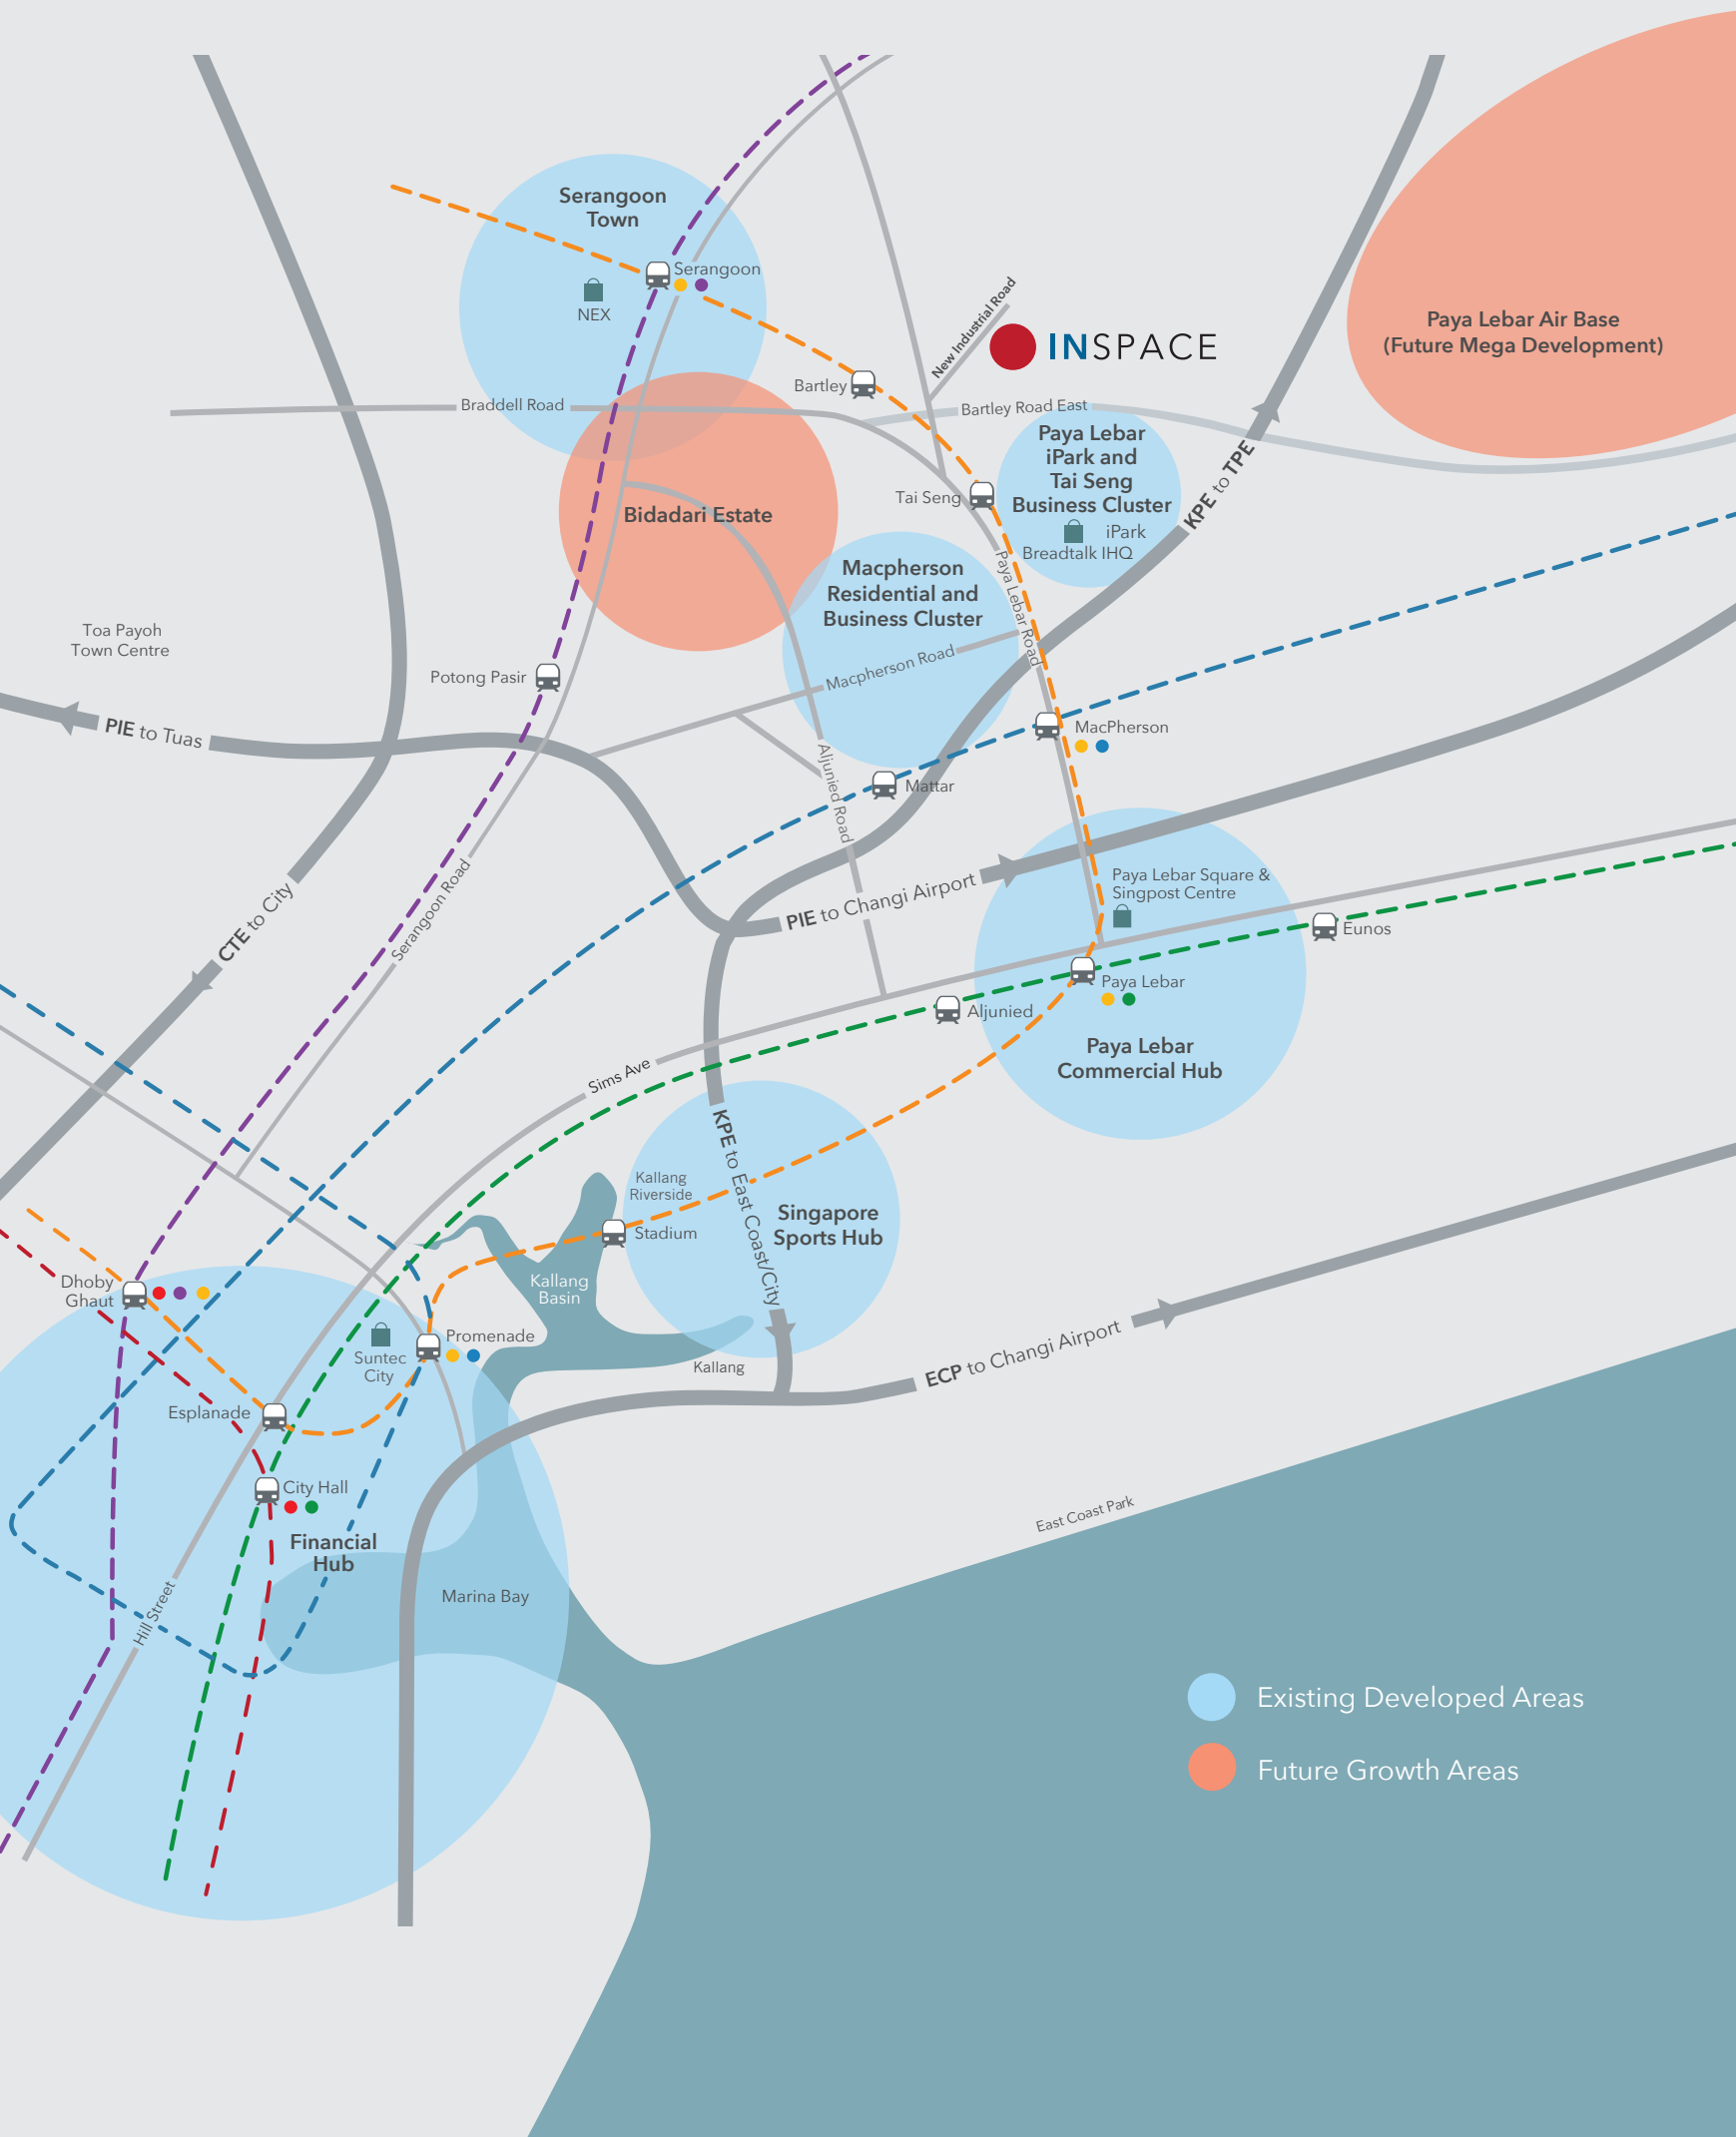 Serangoon
Town
Serangoon
NEX
New Industrial Road
INSPACE
Paya Lebar Air Base
(Future Mega Development)
Bartley
Braddell Road
Bartley Road East
Paya Lebar
iPark and
Tai Seng
Business Cluster
iPark
Breadtalk IHQ
KPE to TPE
Tai Seng
Bidadari Estate
Macpherson
Residential and
Business Cluster
Paya Lebar Road
Macpherson Road
Toa Payoh
Town Centre
Potong Pasir
PIE to Tuas
MacPherson
Mattar
Aljunied Road
CTE to City
Serangoon Road
PIE to Changi Airport
Paya Lebar Square &
Singpost Centre
Eunos
Paya Lebar
Aljunied
Paya Lebar
Commercial Hub
Sims Ave
KPE to East Coast/City
Kallang
Riverside
Singapore
Sports Hub
Stadium
Kallang
Basin
Dhoby
Ghaut
Promenade
Suntec
City
Kallang
ECP to Changi Airport
Esplanade
City Hall
Financial
Hub
East Coast Park
Marina Bay
Hill Street
Existing Developed Areas
Future Growth Areas